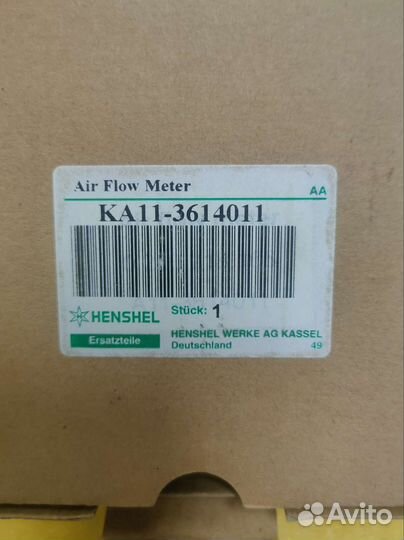 Air Flow Meter
AA
KA11-3614011
HENSHEL
Stück: 1
Ersatzteile
HENSHEL WERKE AG KASSEL
Deutschland 49
Avito